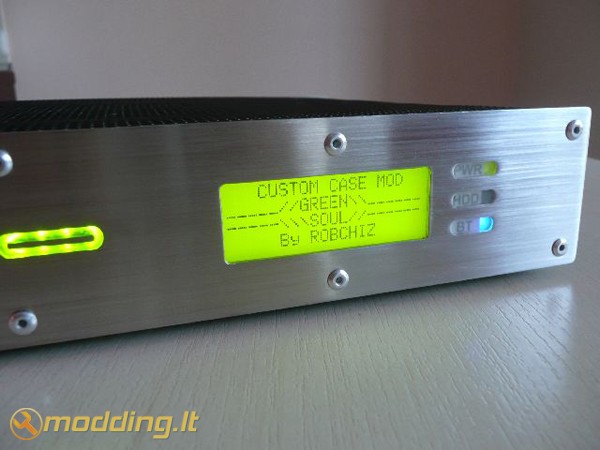 CUSTOM CASE MOD
------//GREEN\\------
------\\\SOUL//------
By ROBCHIZ
PWR
HDD
BT
modding.lt